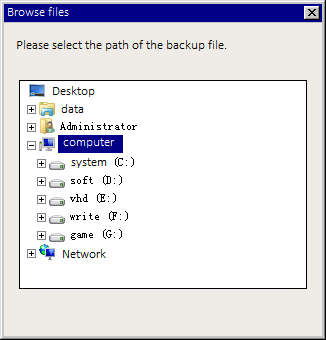 Browse files
Please select the path of the backup file.
Desktop
data
Administrator
computer
system (C:)
soft (D:)
vhd (E:)
write (F:)
game (G:)
Network